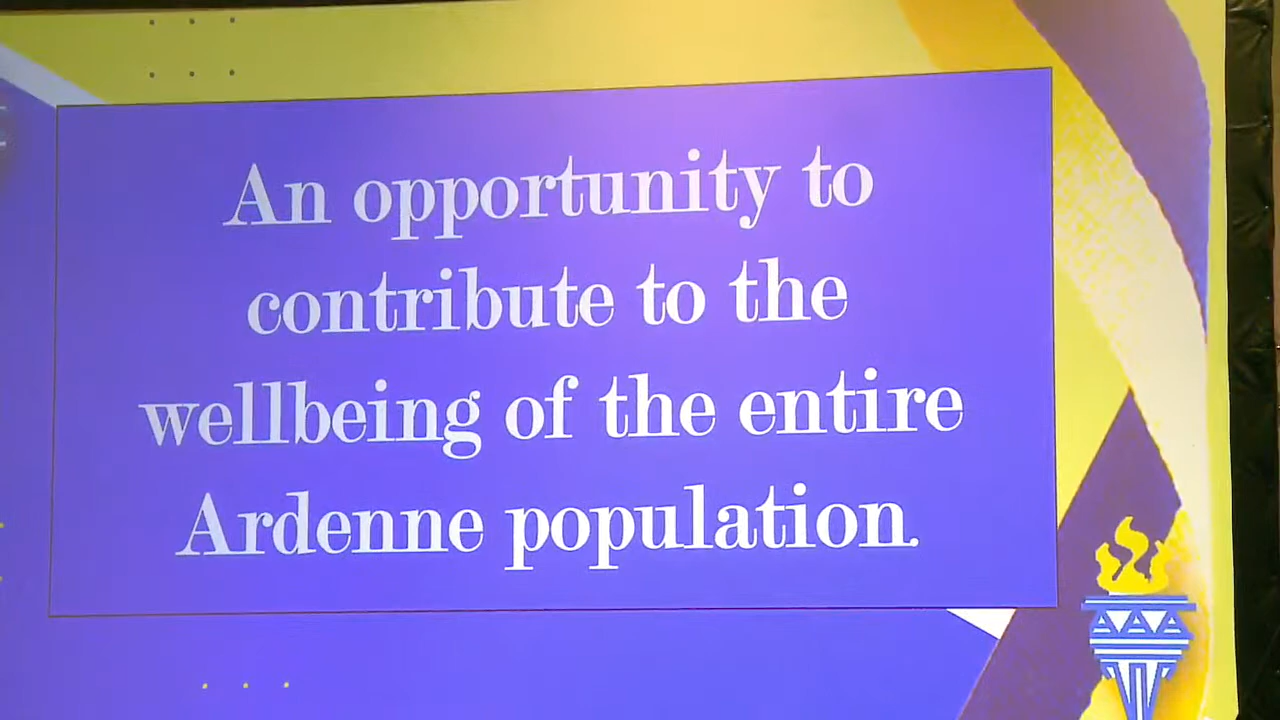 An opportunity to
contribute to the
wellbeing of the entire
Ardenne population.